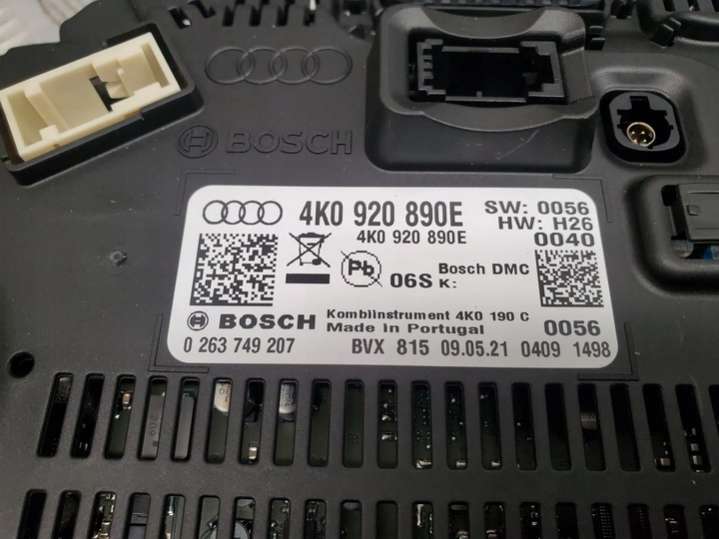 BOSCH
4K0 920 890E
SW: 0056
4K0 920 890E
HW: H26
0040
Pb
06S
Bosch DMC
K:
BOSCH
Kombiinstrument 4K0 190 C
Made in Portugal
0056
0 263 749 207
BVX 815 09.05.21 0409 1498